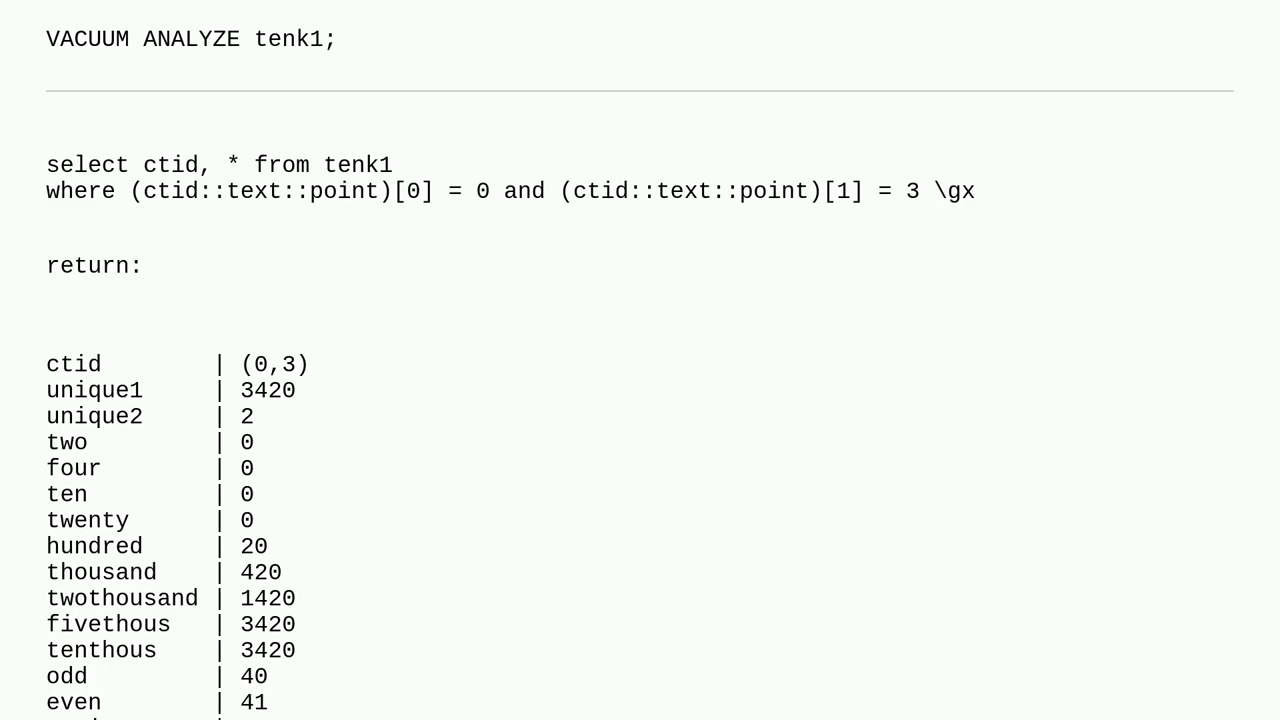 VACUUM ANALYZE tenk1;
select ctid, * from tenk1
where (ctid::text::point)[0] = 0 and (ctid::text::point)[1] = 3 \gx
return:
ctid        | (0,3)
unique1     | 3420
unique2     | 2
two         | 0
four        | 0
ten         | 0
twenty      | 0
hundred     | 20
thousand    | 420
twothousand | 1420
fivethous   | 3420
tenthous    | 3420
odd         | 40
even        | 41